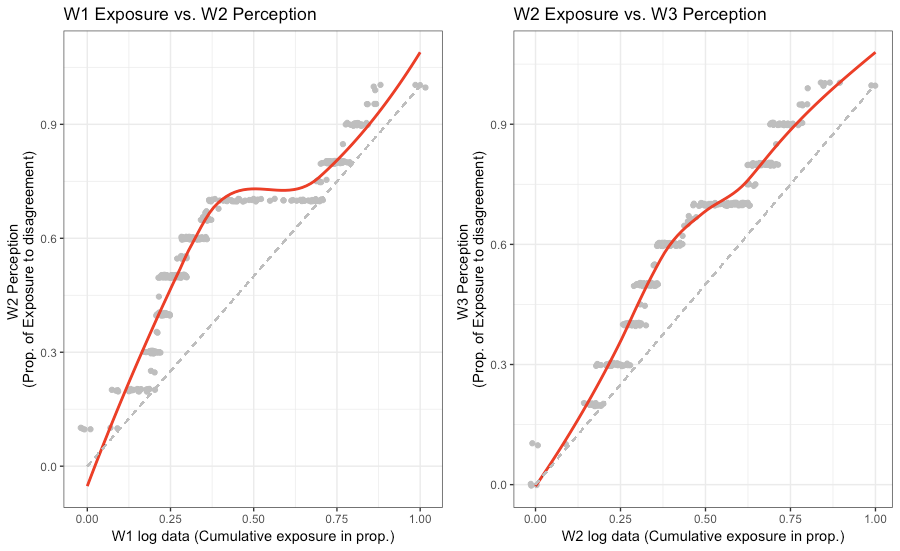 W1 Exposure vs. W2 Perception
W2 Perception
(Prop. of Exposure to disagreement)
0.9
0.6
0.3
0.0
0.00 0.25 0.50 0.75 1.00
W1 log data (Cumulative exposure in prop.)
W2 Exposure vs. W3 Perception
W3 Perception
(Prop. of Exposure to disagreement)
0.9
0.6
0.3
0.0
0.00 0.25 0.50 0.75 1.00
W2 log data (Cumulative exposure in prop.)